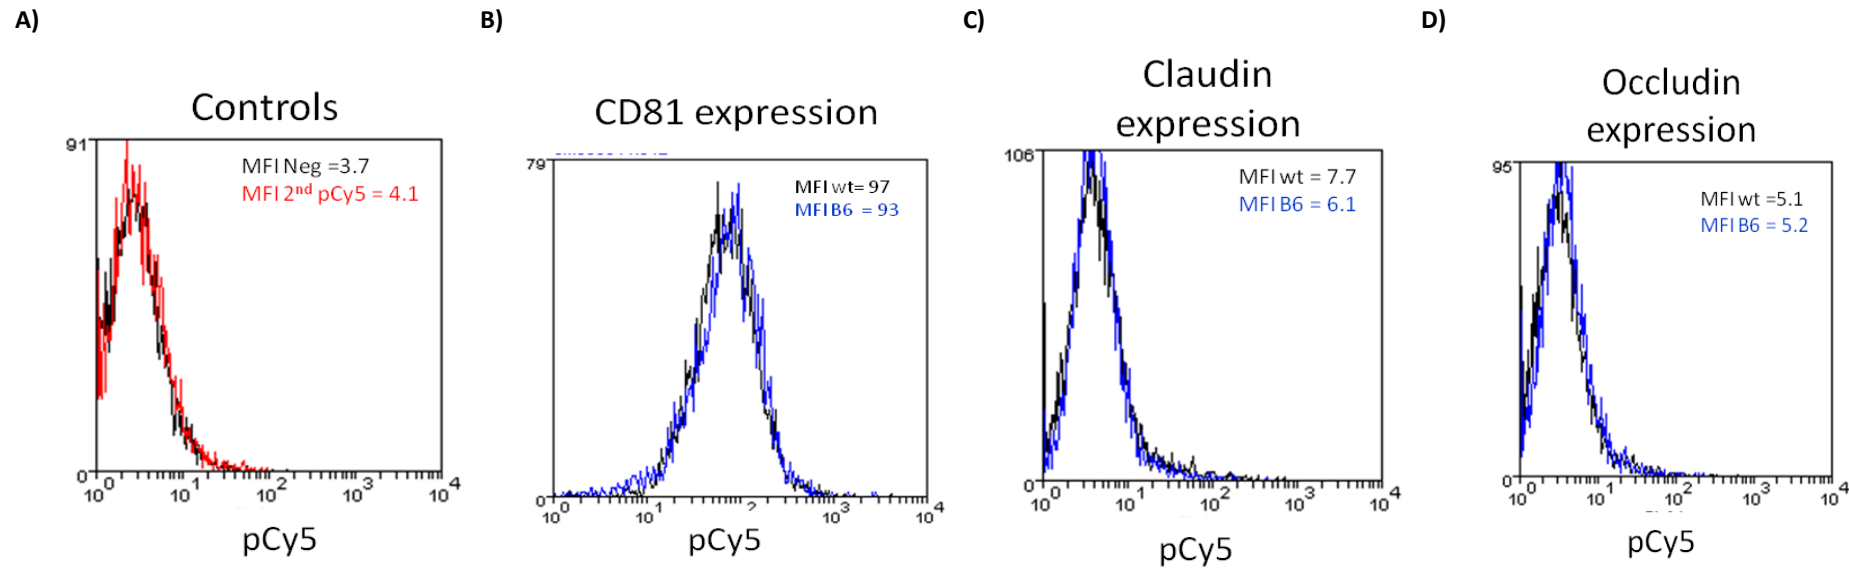 A)
Controls
91
MFI Neg =3.7
MFI 2nd pCy5 = 4.1
0
10^0 10^1 10^2 10^3 10^4
pCy5
B)
CD81 expression
79
MFI wt= 97
MFI B6 = 93
0
10^0 10^1 2 10^3 10^4
pCy5
C)
Claudin
expression
106
MFI wt = 7.7
MFI B6 = 6.1
0
10^0 10^1 10^2 10^3 10^4
pCy5
D)
Occludin
expression
95
MFI wt =5.1
MFI B6 = 5.2
0
10^0 10^1 10^2 10^3 10^4
pCy5